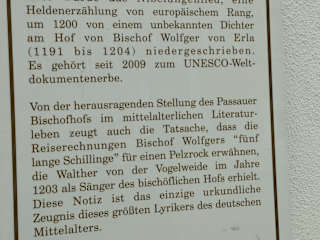 Heldenerzählung von europäischem Rang,
um 1200 von einem unbekannten Dichter
am Hof von Bischof Wolfger von Erla
(1191 bis 1204) niedergeschrieben.
Es gehört seit 2009 zum UNESCO-Welt-
dokumentenerbe.
Von der herausragenden Stellung des Passauer
Bischofhofs im mittelalterlichen Literatur-
leben zeugt auch die Tatsache, dass die
Reiserechnungen Bischof Wolfgers "fünf
lange Schillinge" für einen Pelzrock erwähnen,
die Walther von der Vogelweide im Jahre
1203 als Sänger des bischöflichen Hofs erhielt.
Diese Notiz ist das einzige urkundliche
Zeugnis dieses größten Lyrikers des deutschen
Mittelalters.